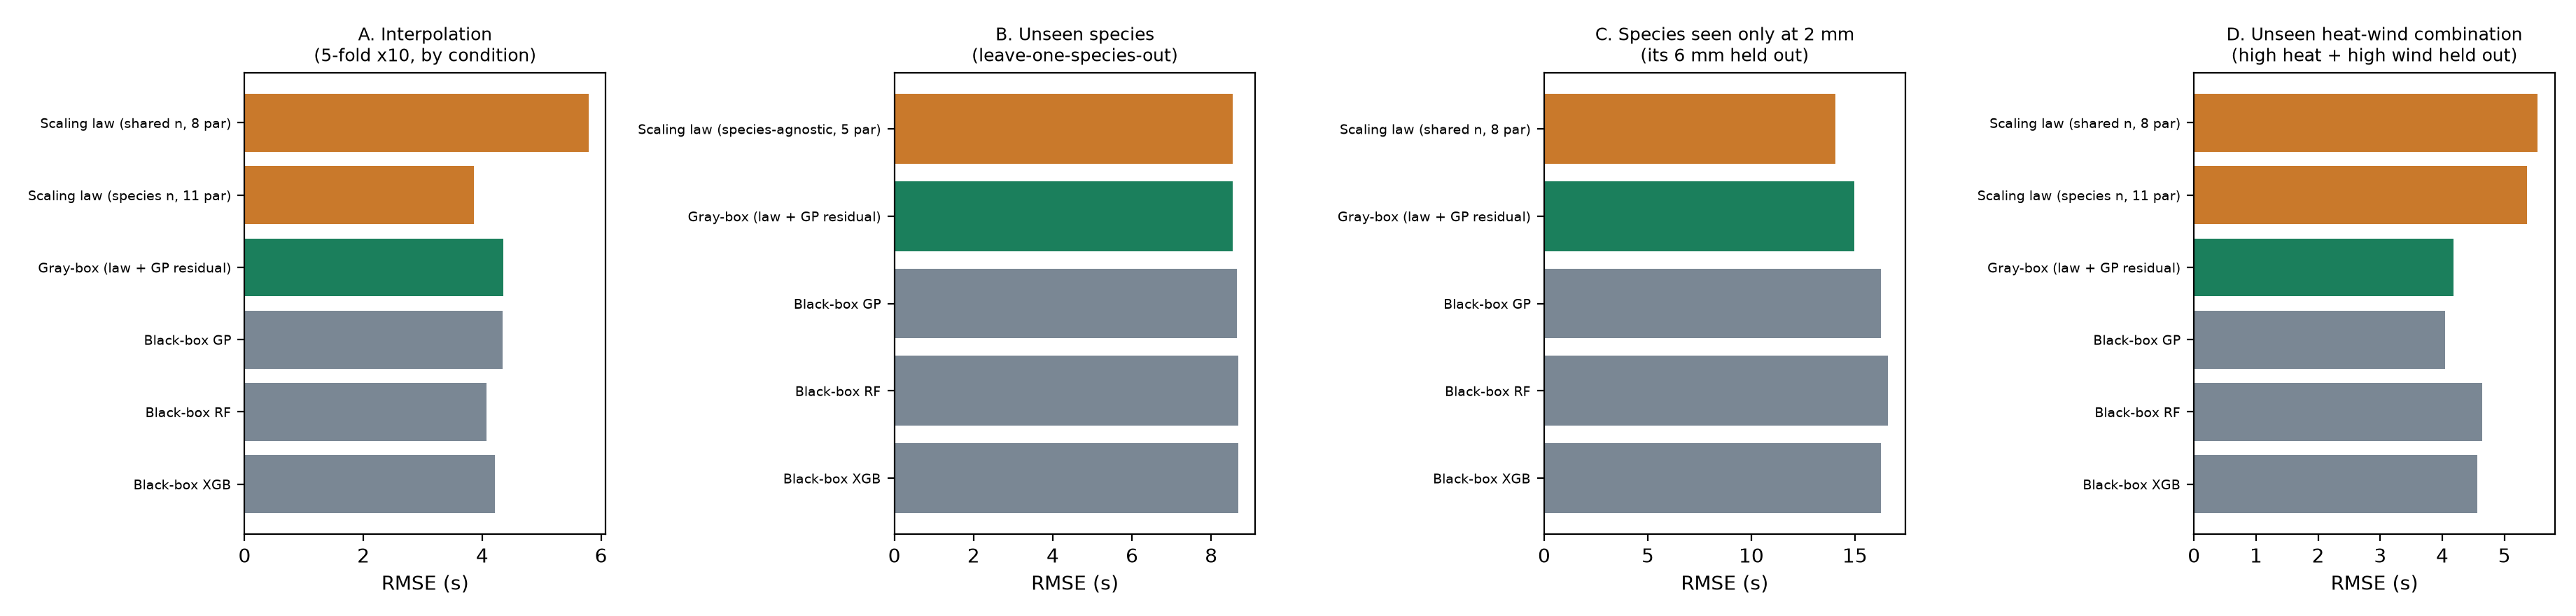 A. Interpolation
(5-fold x10, by condition)
Scaling law (shared n, 8 par)
Scaling law (species n, 11 par)
Gray-box (law + GP residual)
Black-box GP
Black-box RF
Black-box XGB
0 2 4 6
RMSE (s)
B. Unseen species
(leave-one-species-out)
Scaling law (species-agnostic, 5 par)
Gray-box (law + GP residual)
Black-box GP
Black-box RF
Black-box XGB
0 2 4 6 8
RMSE (s)
C. Species seen only at 2 mm
(its 6 mm held out)
Scaling law (shared n, 8 par)
Gray-box (law + GP residual)
Black-box GP
Black-box RF
Black-box XGB
0 5 10 15
RMSE (s)
D. Unseen heat-wind combination
(high heat + high wind held out)
Scaling law (shared n, 8 par)
Scaling law (species n, 11 par)
Gray-box (law + GP residual)
Black-box GP
Black-box RF
Black-box XGB
0 1 2 3 4 5
RMSE (s)